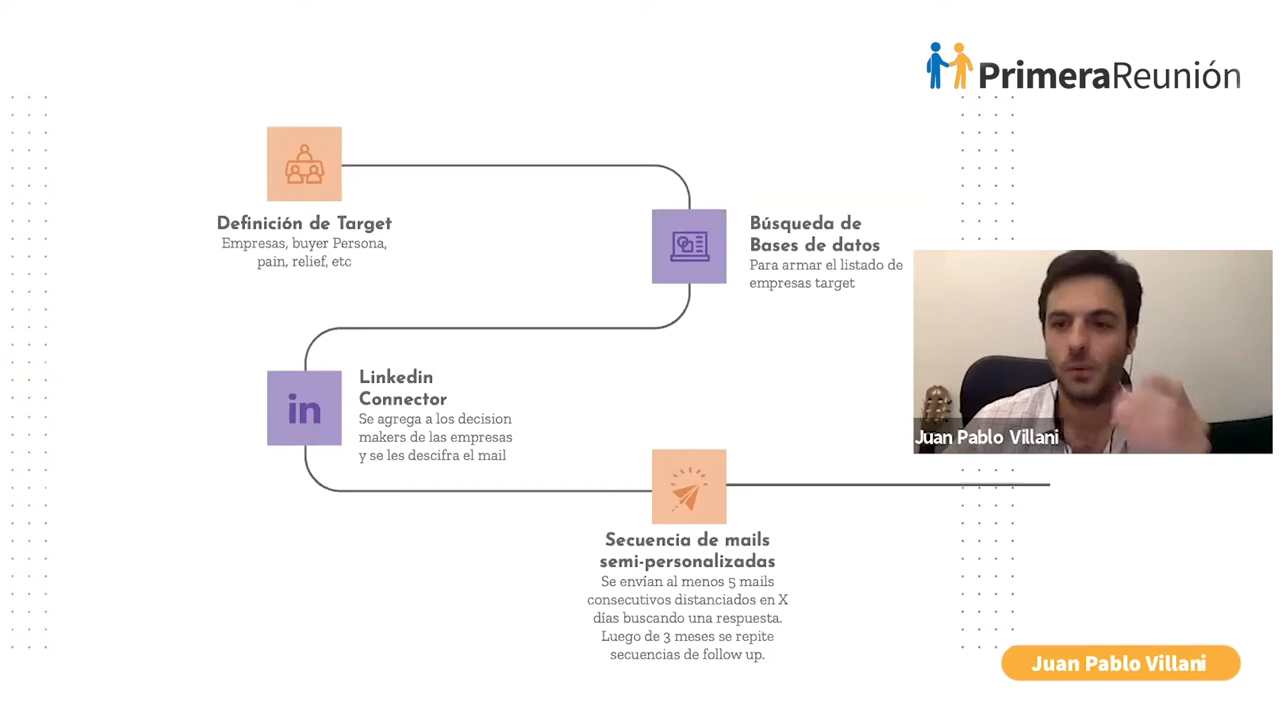 PrimeraReunión
Definición de Target
Empresas, buyer Persona,
pain, relief, etc
Búsqueda de
Bases de datos
Para armar el listado de
empresas target
Linkedin
Connector
Se agrega a los decision
makers de las empresas
y se les descifra el mail
in
Juan Pablo Villani
Secuencia de mails
semi-personalizadas
Se envían al menos 5 mails
consecutivos distanciados en X
días buscando una respuesta.
Luego de 3 meses se repite
secuencias de follow up.
Juan Pablo Villani